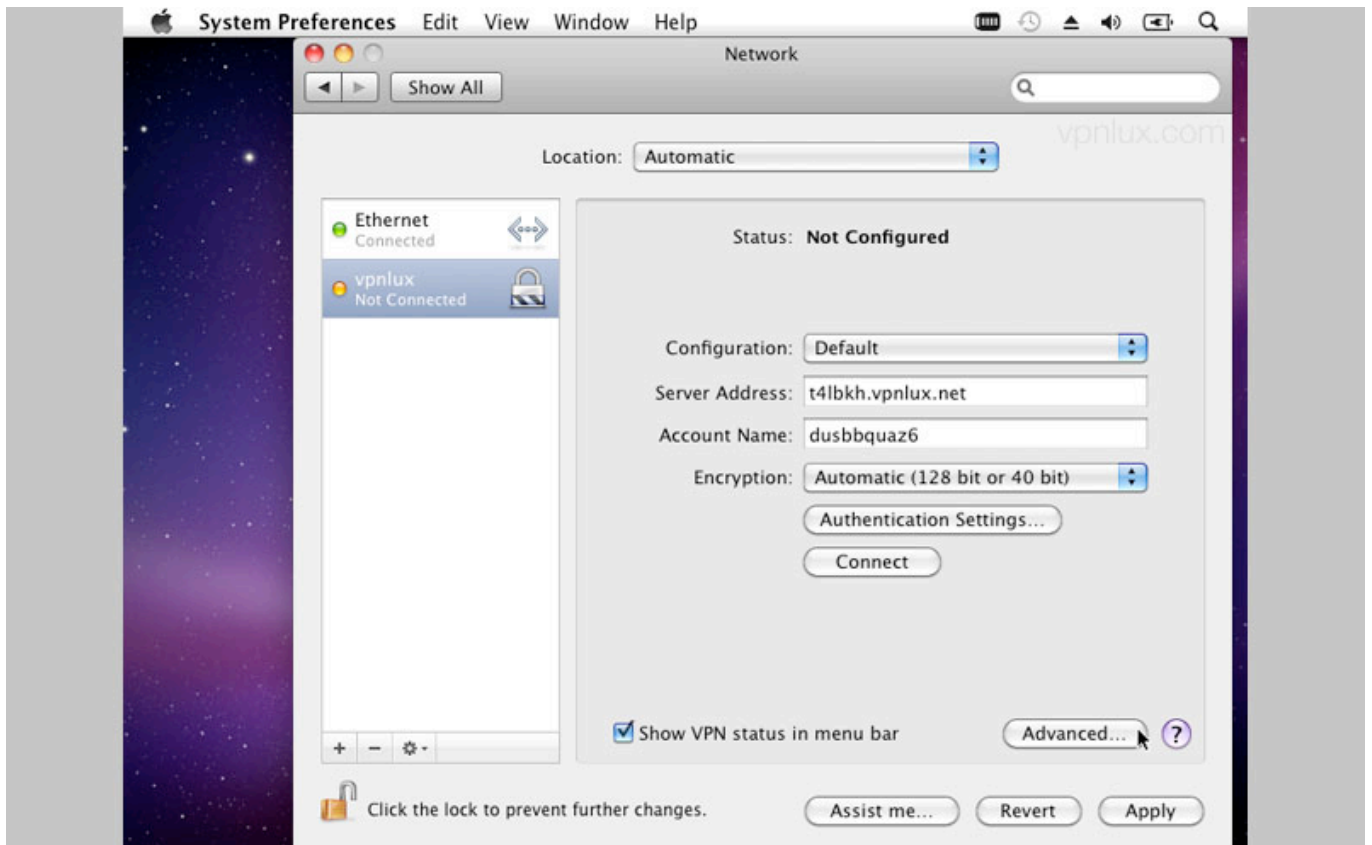 System Preferences Edit View Window Help
Network
Show All
vpnlux.com
Location: Automatic
Ethernet
Connected
vpnlux
Not Connected
Status: Not Configured
Configuration: Default
Server Address: t4lbkh.vpnlux.net
Account Name: dusbbquaz6
Encryption: Automatic (128 bit or 40 bit)
Authentication Settings...
Connect
Show VPN status in menu bar
Advanced... ?
Click the lock to prevent further changes.
Assist me... Revert Apply